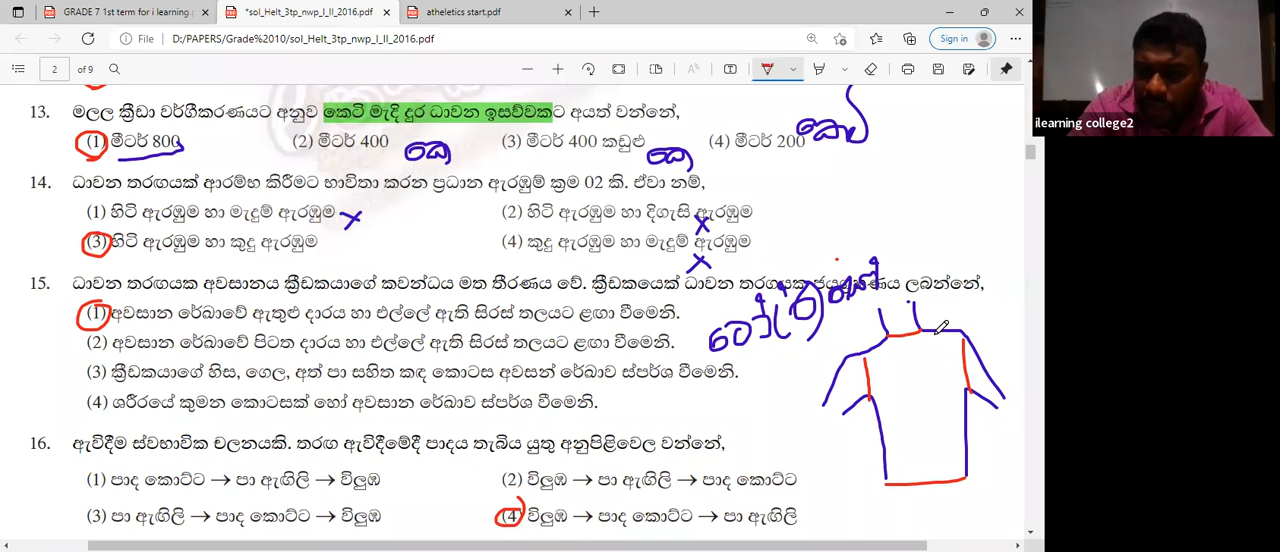 GRADE 7 1st term for i learning
*sol_Helt_3tp_nwp_I_II_2016.pdf
atheletics start.pdf
File
D:/PAPERS/Grade%2010/sol_Helt_3tp_nwp_I_II_2016.pdf
Sign in
2 of 9
ilearning college2
13. මලල ක්‍රීඩා වර්ගීකරණයට අනුව කෙටි මැදි දුර ධාවන ඉසව්වකට අයත් වන්නේ,
(1) මීටර් 800 (2) මීටර් 400 කෙ (3) මීටර් 400 කඩුළු කෙ (4) මීටර් 200
14. ධාවන තරඟයක් ආරම්භ කිරීමට භාවිතා කරන ප්‍රධාන ඇරඹුම් ක්‍රම 02 කි. ඒවා නම්,
(1) හිටි ඇරඹුම හා මැදුම් ඇරඹුම (2) හිටි ඇරඹුම හා දිගැසි ඇරඹුම
(3) හිටි ඇරඹුම හා කුදු ඇරඹුම (4) කුදු ඇරඹුම හා මැදුම් ඇරඹුම
15. ධාවන තරඟයක අවසානය ක්‍රීඩකයාගේ කවන්ධය මත තීරණය වේ. ක්‍රීඩකයෙක් ධාවන තරගයක ජයග්‍රහණය ලබන්නේ,
(1) අවසාන රේඛාවේ ඇතුළු දාරය හා එල්ලේ ඇති සිරස් තලයට ළඟා වීමෙනි.
(2) අවසාන රේඛාවේ පිටත දාරය හා එල්ලේ ඇති සිරස් තලයට ළඟා වීමෙනි.
(3) ක්‍රීඩකයාගේ හිස, ගෙල, අත් පා සහිත කඳ කොටස අවසන් රේඛාව ස්පර්ශ වීමෙනි.
(4) ශරීරයේ කුමන කොටසක් හෝ අවසාන රේඛාව ස්පර්ශ වීමෙනි.
16. ඇවිදීම ස්වභාවික චලනයකි. තරඟ ඇවිදීමේදී පාදය තැබිය යුතු අනුපිළිවෙල වන්නේ,
(1) පාද කොට්ට → පා ඇඟිලි → විලුඹ (2) විලුඹ → පා ඇඟිලි → පාද කොට්ට
(3) පා ඇඟිලි → පාද කොට්ට → විලුඹ (4) විලුඹ → පාද කොට්ට → පා ඇඟිලි